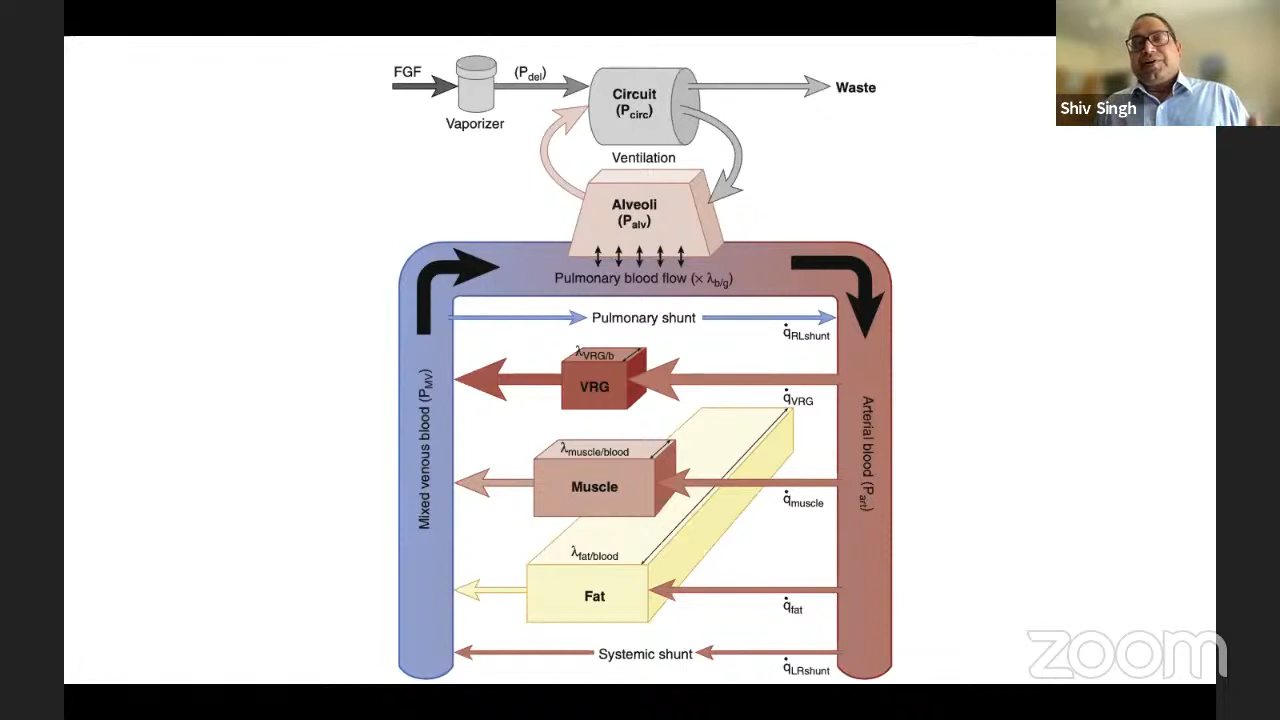 FGF
(Pdel)
Vaporizer
Circuit
(Pcirc)
Waste
Shiv Singh
Ventilation
Alveoli
(Palv)
Pulmonary blood flow (× λb/g)
Pulmonary shunt
q̇RLshunt
λVRG/b
VRG
q̇VRG
Mixed venous blood (PMV)
Arterial blood (Part)
λmuscle/blood
Muscle
q̇muscle
λfat/blood
Fat
q̇fat
Systemic shunt
q̇LRshunt
zoom